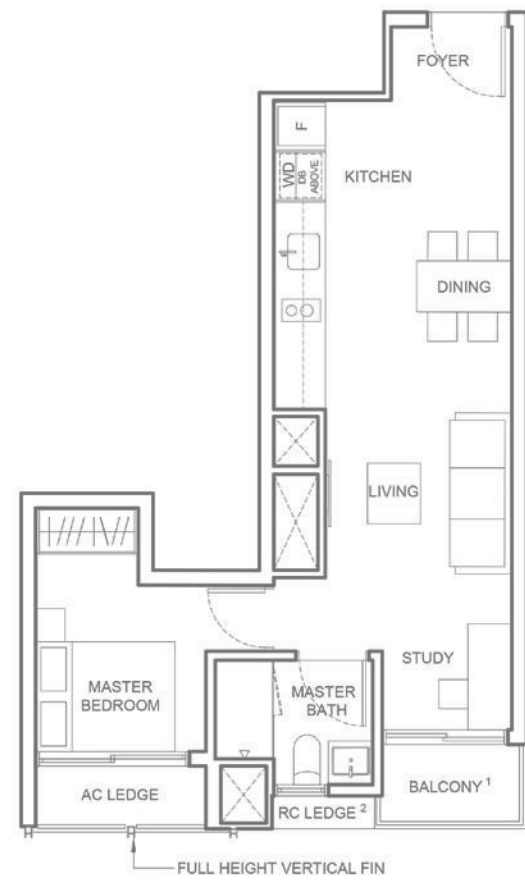 FOYER
F
WD
DB
ABOVE
KITCHEN
DINING
LIVING
STUDY
MASTER
BEDROOM
MASTER
BATH
AC LEDGE
RC LEDGE ²
BALCONY ¹
FULL HEIGHT VERTICAL FIN